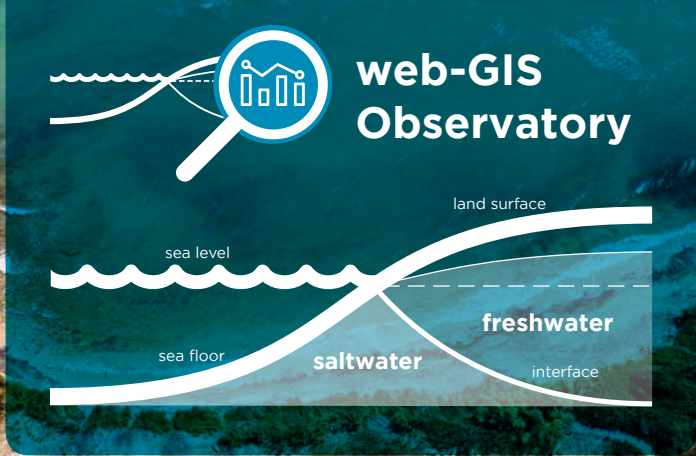 web-GIS
Observatory
land surface
sea level
freshwater
sea floor
saltwater
interface